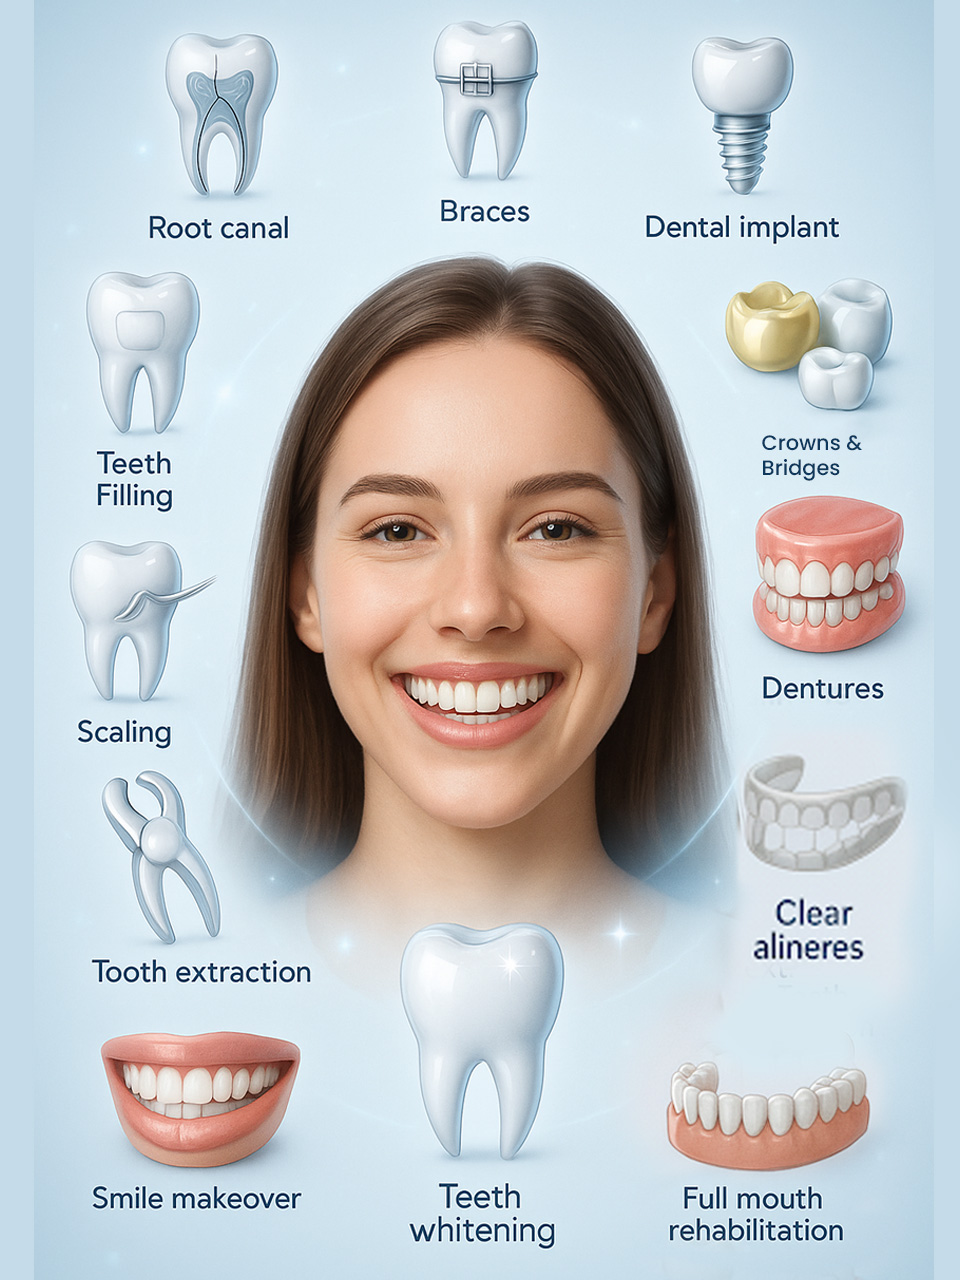 Root canal
Braces
Dental implant
Teeth
Filling
Crowns &
Bridges
Scaling
Dentures
Tooth extraction
Clear
alineres
Smile makeover
Teeth
whitening
Full mouth
rehabilitation